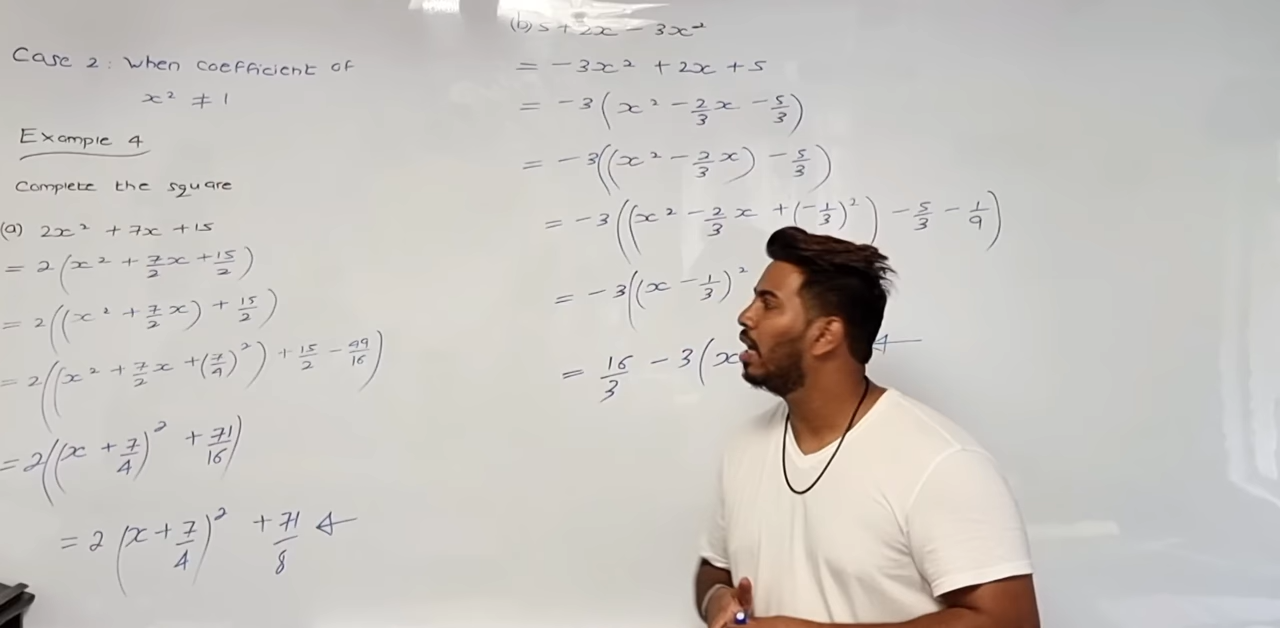 Case 2: When coefficient of
x² ≠ 1
Example 4
Complete the square
(a) 2x² + 7x + 15
= 2(x² + 7/2 x + 15/2)
= 2((x² + 7/2 x) + 15/2)
= 2((x² + 7/2 x + (7/4)²) + 15/2 - 49/16)
= 2((x + 7/4)² + 71/16)
= 2(x + 7/4)² + 71/8
(b) 5 + 2x - 3x²
= -3x² + 2x + 5
= -3(x² - 2/3 x - 5/3)
= -3((x² - 2/3 x) - 5/3)
= -3((x² - 2/3 x + (-1/3)²) - 5/3 - 1/9)
= -3((x - 1/3)²
= 16/3 - 3(x